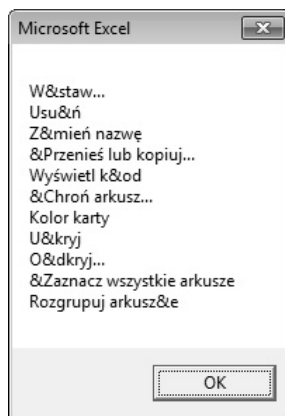 Microsoft Excel
W&staw...
Usu&ń
Z&mień nazwę
&Przenieś lub kopiuj...
Wyświetl k&od
&Chroń arkusz...
Kolor karty
U&kryj
O&dkryj...
&Zaznacz wszystkie arkusze
Rozgrupuj arkusz&e
OK